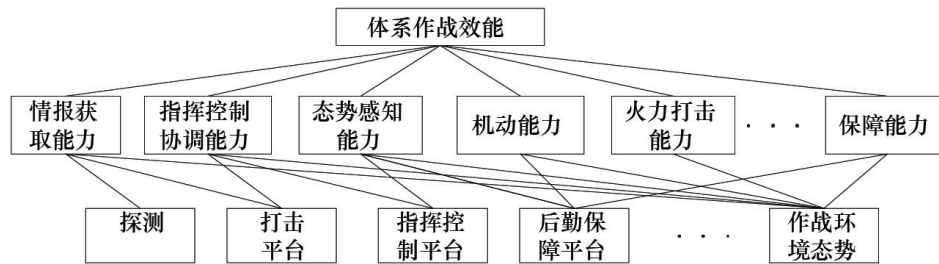 体系作战效能
情报获
取能力
指挥控制
协调能力
态势感知
能力
机动能力
火力打击
能力
· · ·
保障能力
探测
打击
平台
指挥控
制平台
后勤保
障平台
· · ·
作战环
境态势